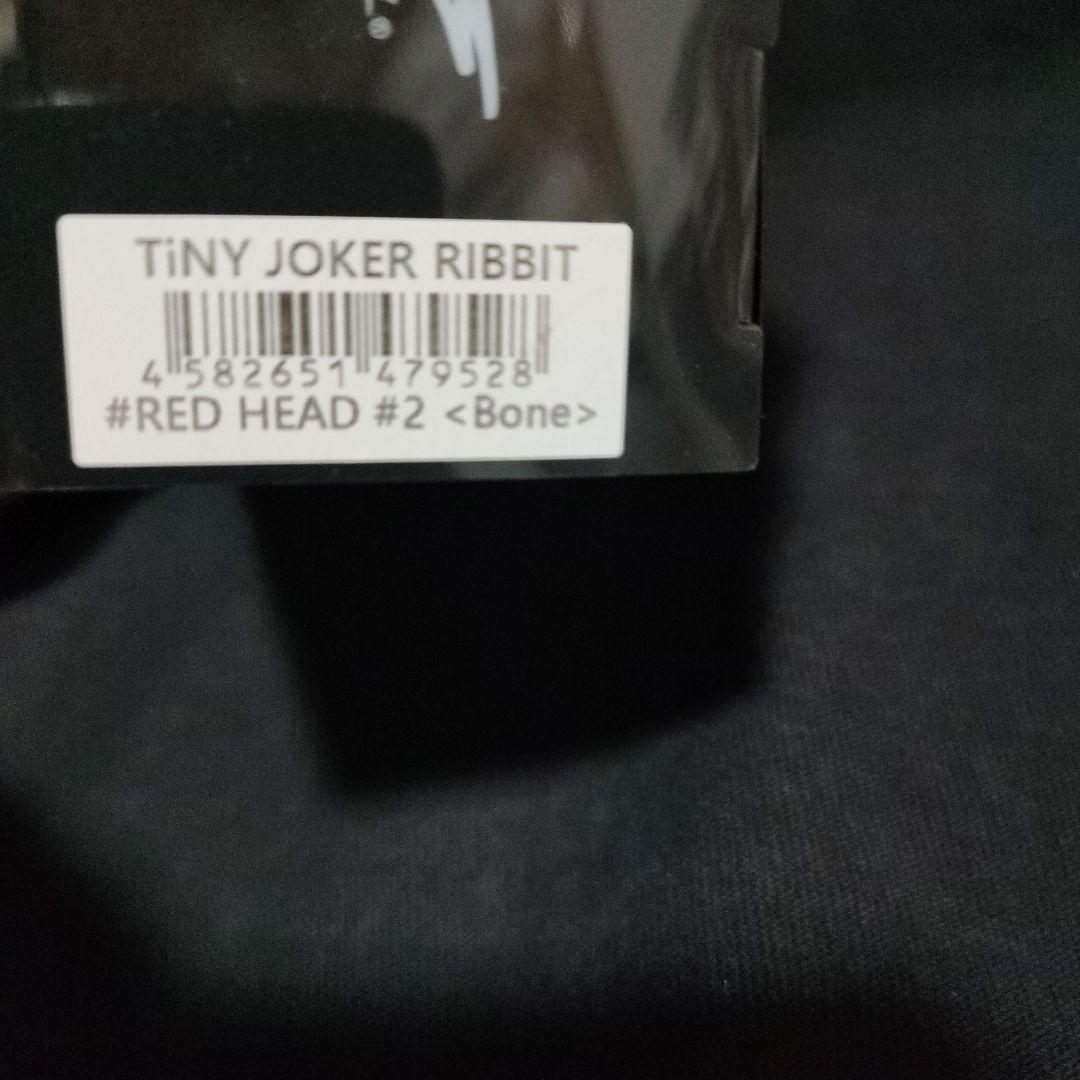 TiNY JOKER RIBBIT
4 582651 479528
#RED HEAD #2 <Bone>